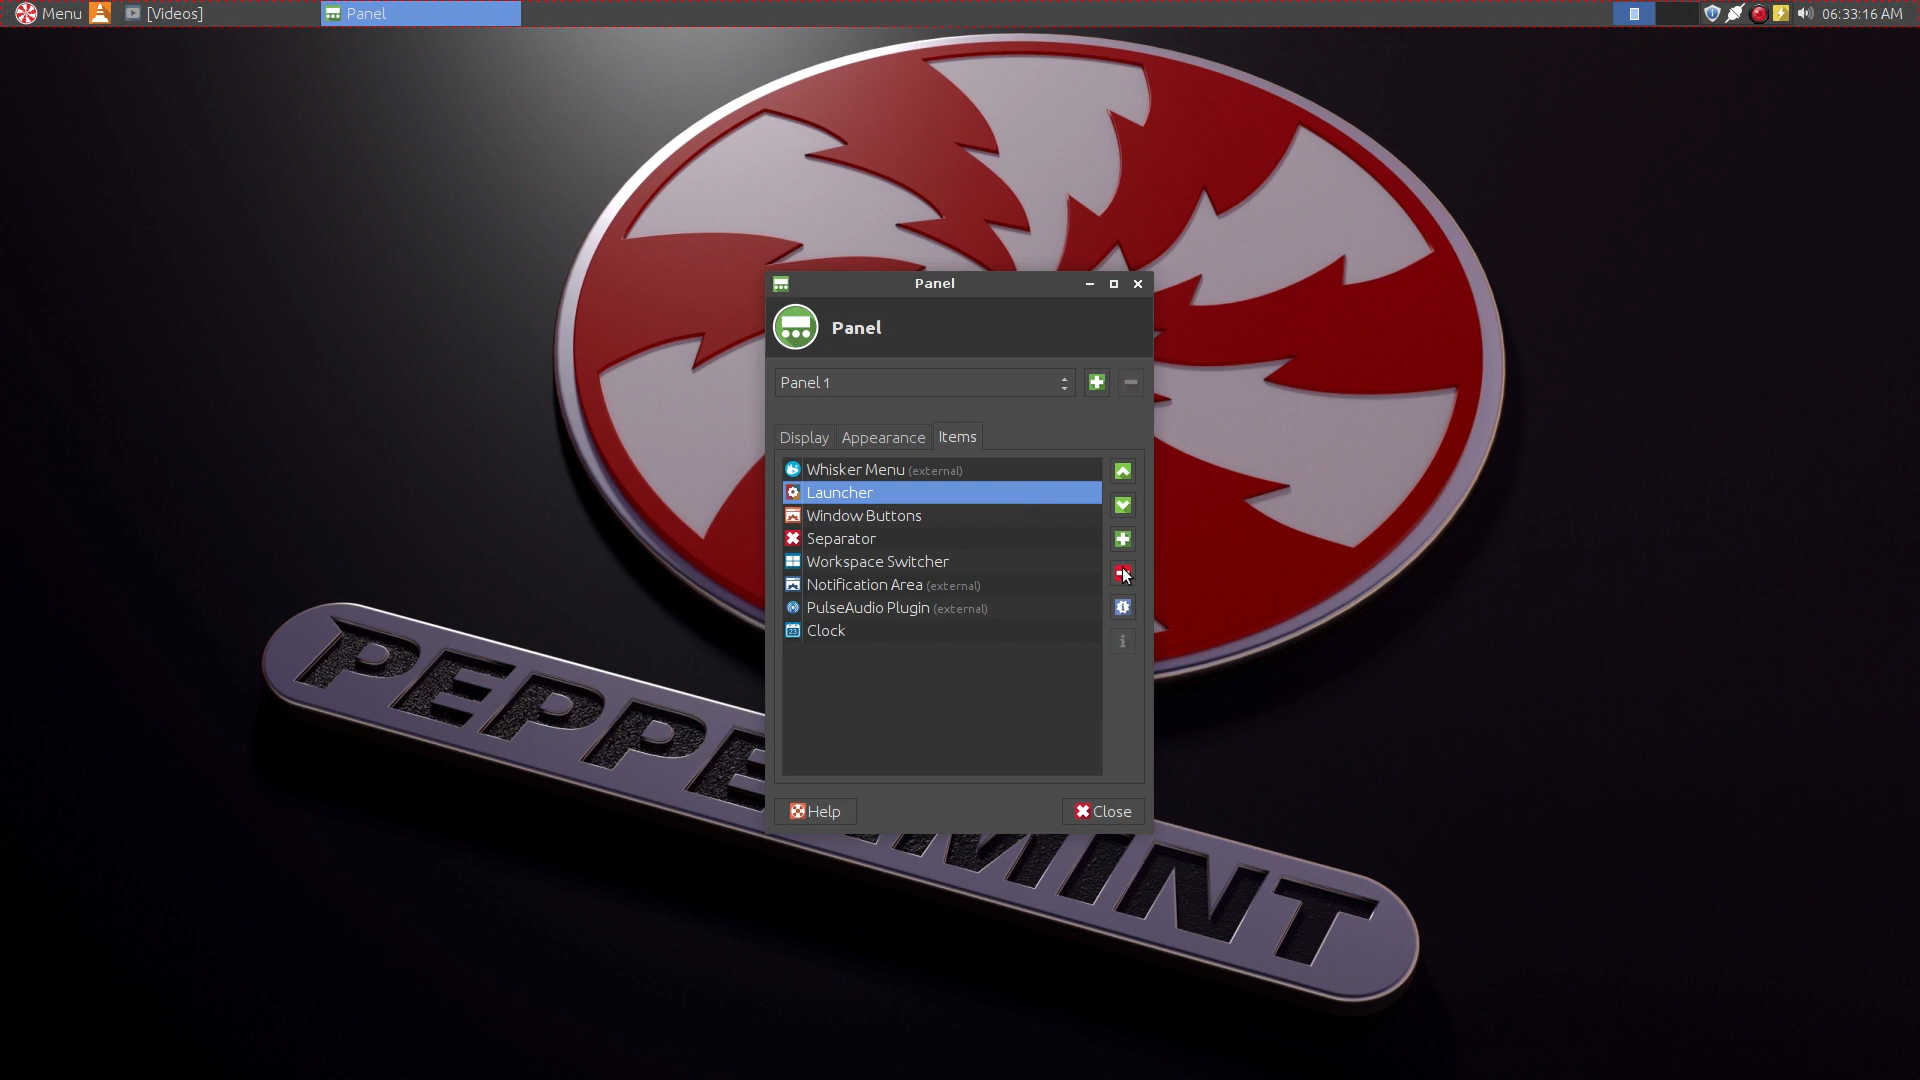 Menu [Videos] Panel 06:33:16 AM
Panel
Panel
Panel 1
Display Appearance Items
Whisker Menu (external)
Launcher
Window Buttons
Separator
Workspace Switcher
Notification Area (external)
PulseAudio Plugin (external)
Clock
Help Close